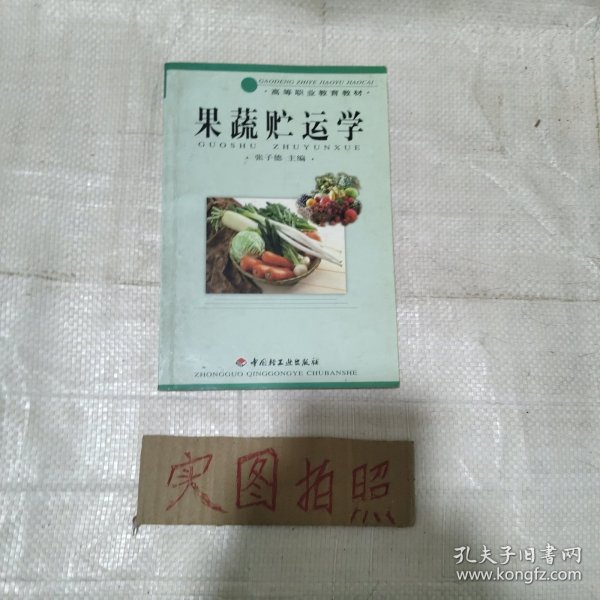 GAODENG ZHIYE JIAOYU JIAOCAI
·高等职业教育教材·
果蔬贮运学
GUOSHU ZHUYUNXUE
·张子德 主编·
中国轻工业出版社
ZHONGGUO QINGGONGYE CHUBANSHE
实图拍照
孔夫子旧书网
www.kongfz.com